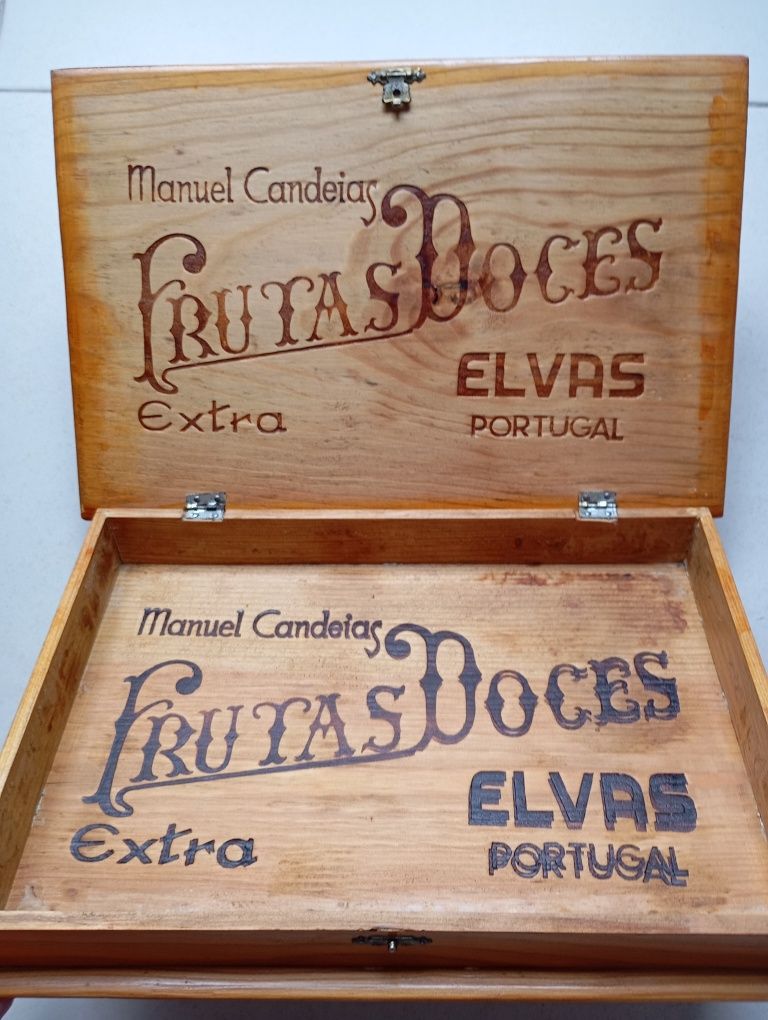 Manuel Candeias
FRUTAS DOCES
Extra
ELVAS
PORTUGAL
Manuel Candeias
FRUTAS DOCES
Extra
ELVAS
PORTUGAL